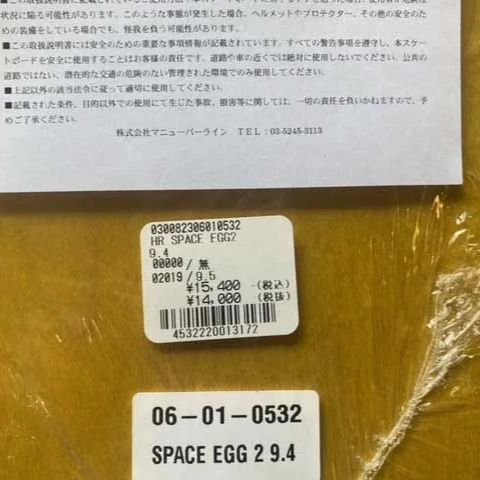 状況に陥る可能性があります。このような事態が発生した場合、ヘルメットやプロテクター、その他の安全のため
の装備をしている場合でも、怪我を負う可能性があります。
■この取扱説明書には安全のための重要な事項情報が記載されています。すべての警告事項を遵守し、本スケー
トボードを安全に使用することはお客様の責任です。道路や車の近くでは絶対に使用しないでください。公共の
道路ではない、潜在的な交通の危険のない管理された環境でのみ使用してください。
■上記以外の該当法令に従って適切に使用してください。
■記載された条件、目的以外での使用にて生じた事故、損害等に関しては、一切の責任を負いかねますので、予
めご了承ください。
株式会社マニューバーライン TEL:03-5245-3113
030082306010532
HR SPACE EGG2
9.4
00000/無
02019/9.5
¥15,400 -(税込)
¥14,000 -(税抜)
4532220013172
06-01-0532
SPACE EGG 2 9.4